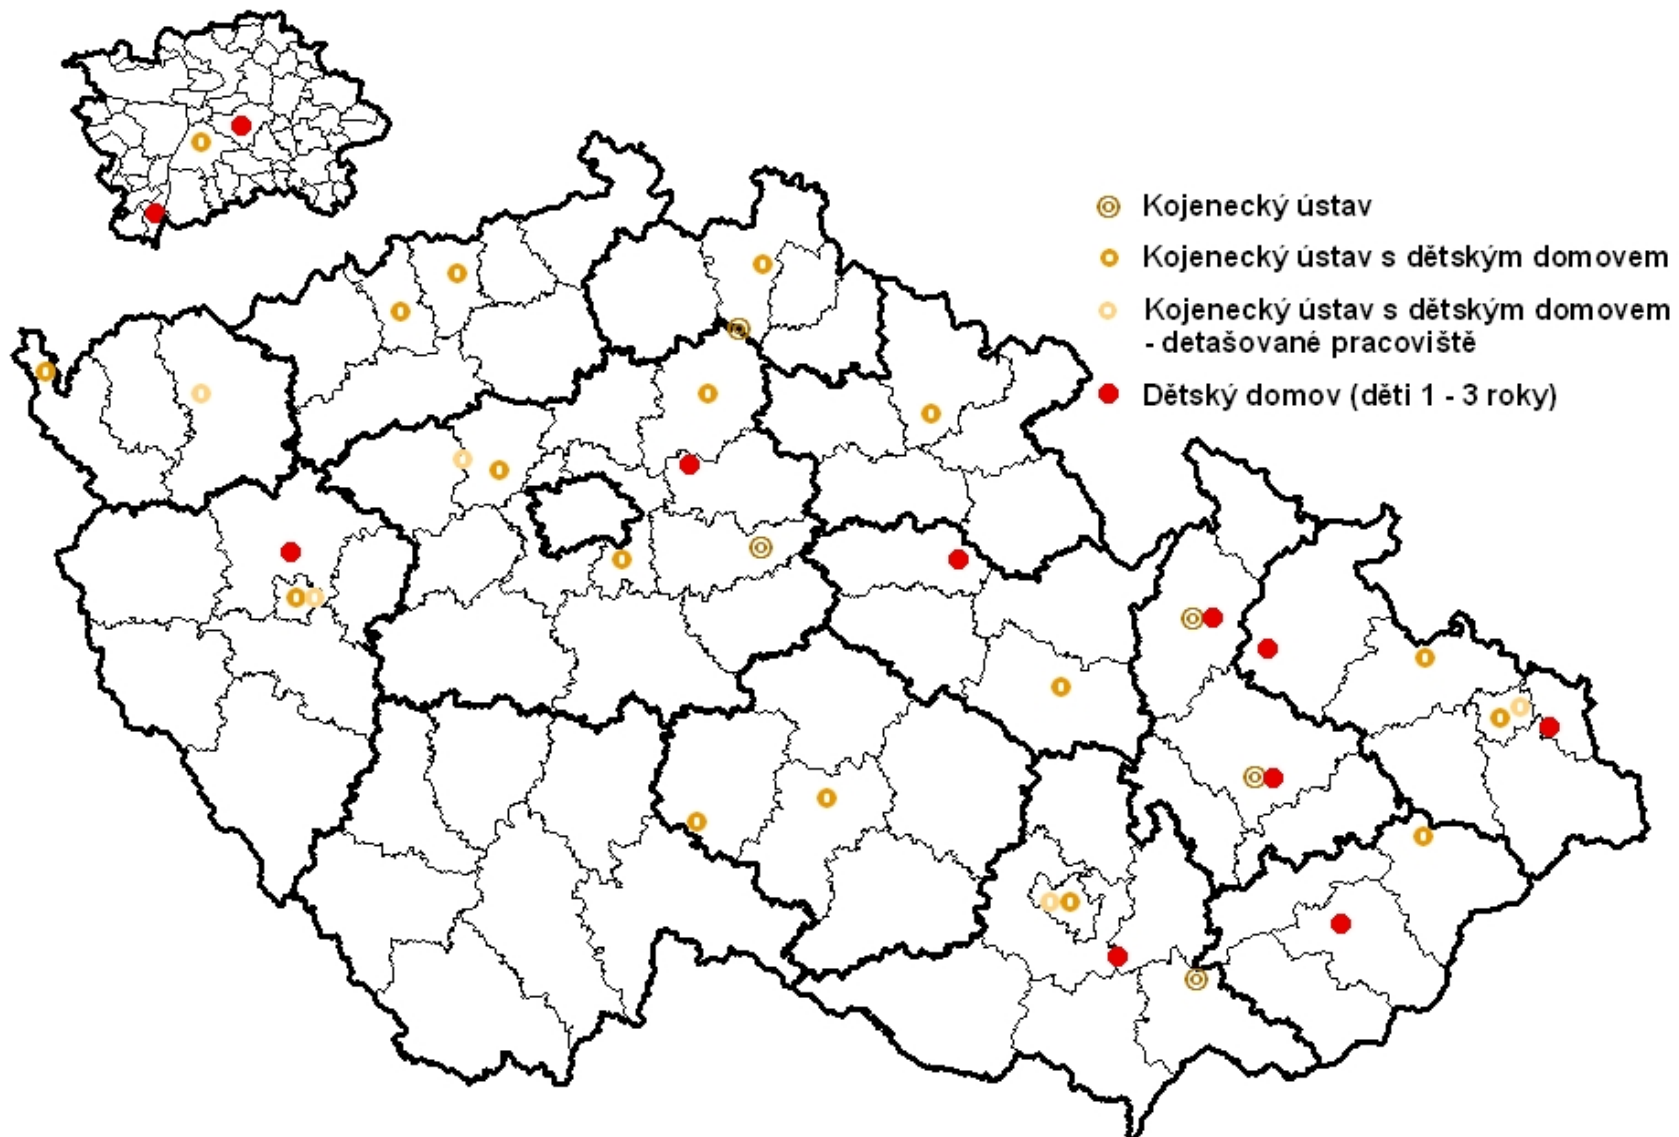 Kojenecký ústav
Kojenecký ústav s dětským domovem
Kojenecký ústav s dětským domovem
- detašované pracoviště
Dětský domov (děti 1 - 3 roky)